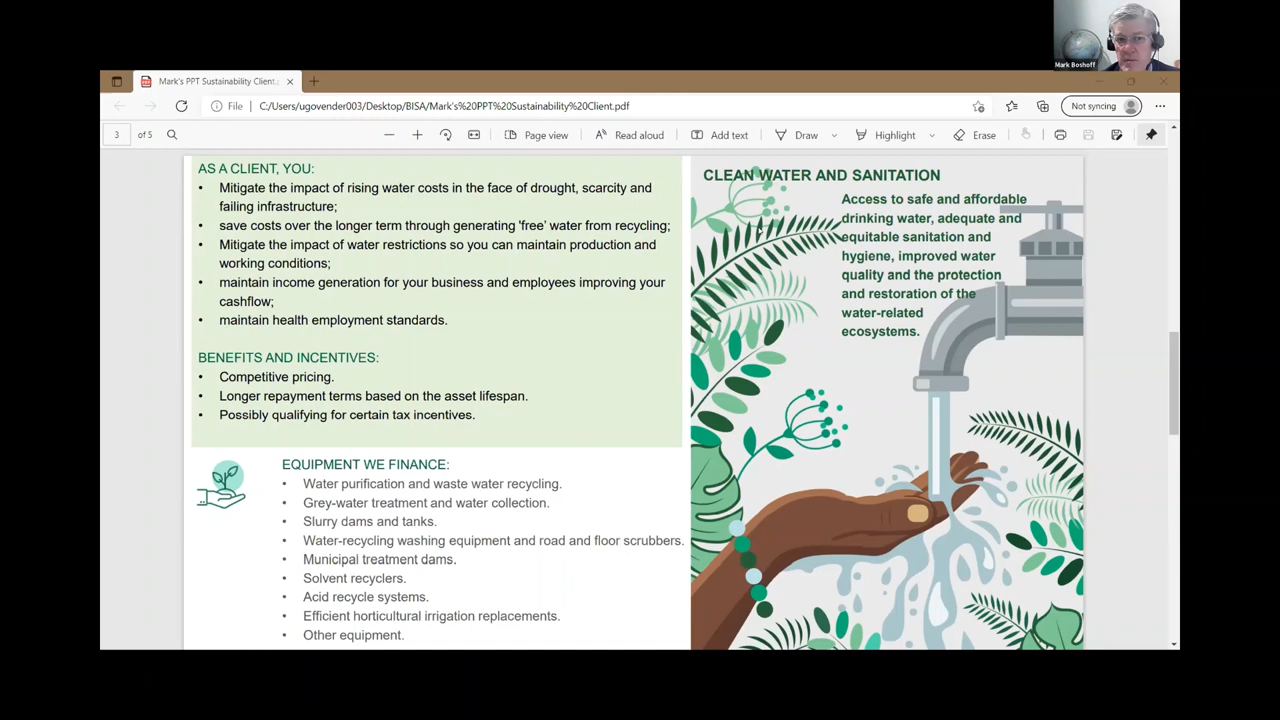 Mark Boshoff
Mark's PPT Sustainability Client.
File
C:/Users/ugovender003/Desktop/BISA/Mark's%20PPT%20Sustainability%20Client.pdf
Not syncing
3 of 5
Page view
Read aloud
Add text
Draw
Highlight
Erase
AS A CLIENT, YOU:
• Mitigate the impact of rising water costs in the face of drought, scarcity and
failing infrastructure;
• save costs over the longer term through generating 'free' water from recycling;
• Mitigate the impact of water restrictions so you can maintain production and
working conditions;
• maintain income generation for your business and employees improving your
cashflow;
• maintain health employment standards.
BENEFITS AND INCENTIVES:
• Competitive pricing.
• Longer repayment terms based on the asset lifespan.
• Possibly qualifying for certain tax incentives.
EQUIPMENT WE FINANCE:
• Water purification and waste water recycling.
• Grey-water treatment and water collection.
• Slurry dams and tanks.
• Water-recycling washing equipment and road and floor scrubbers.
• Municipal treatment dams.
• Solvent recyclers.
• Acid recycle systems.
• Efficient horticultural irrigation replacements.
• Other equipment.
CLEAN WATER AND SANITATION
Access to safe and affordable
drinking water, adequate and
equitable sanitation and
hygiene, improved water
quality and the protection
and restoration of the
water-related
ecosystems.